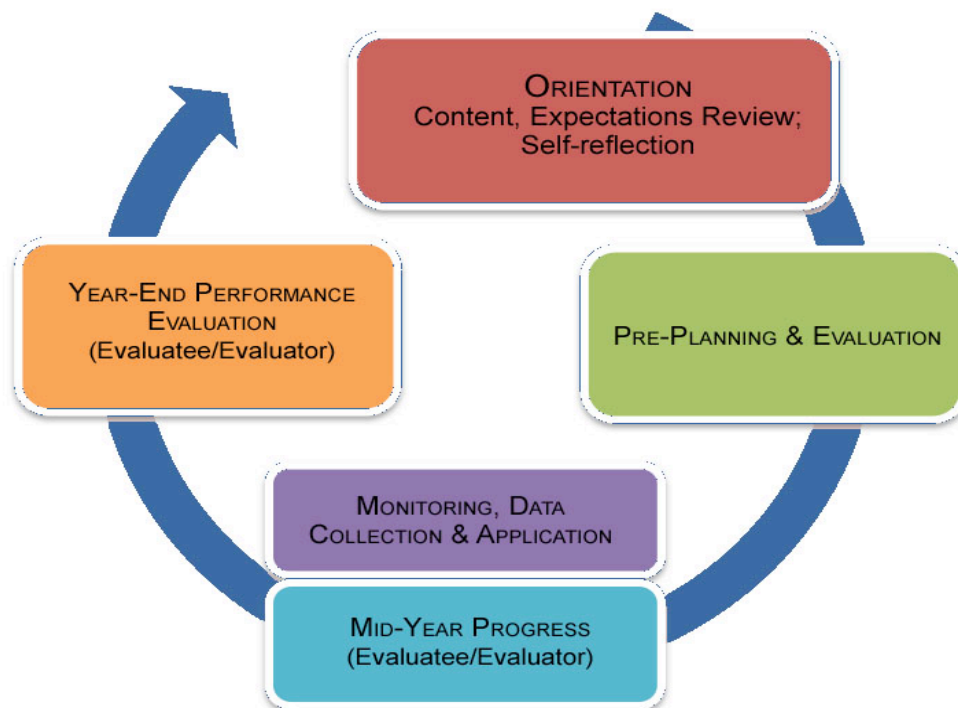 ORIENTATION
Content, Expectations Review;
Self-reflection
PRE-PLANNING & EVALUATION
MONITORING, DATA
COLLECTION & APPLICATION
MID-YEAR PROGRESS
(Evaluatee/Evaluator)
YEAR-END PERFORMANCE
EVALUATION
(Evaluatee/Evaluator)